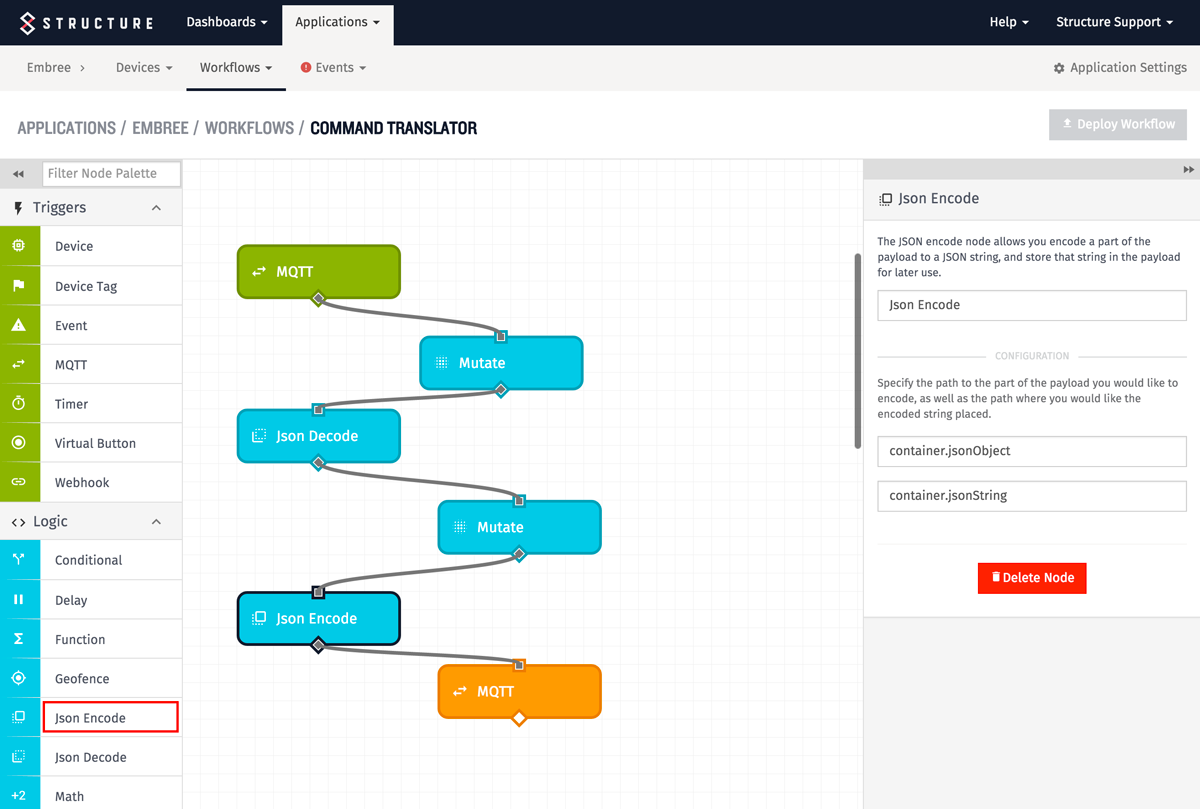 STRUCTURE
Dashboards
Applications
Help
Structure Support
Embree
Devices
Workflows
Events
Application Settings
APPLICATIONS / EMBREE / WORKFLOWS / COMMAND TRANSLATOR
Deploy Workflow
Filter Node Palette
Triggers
Device
Device Tag
Event
MQTT
Timer
Virtual Button
Webhook
Logic
Conditional
Delay
Function
Geofence
Json Encode
Json Decode
+2 Math
MQTT
Mutate
Json Decode
Mutate
Json Encode
MQTT
Json Encode
The JSON encode node allows you encode a part of the
payload to a JSON string, and store that string in the payload
for later use.
Json Encode
CONFIGURATION
Specify the path to the part of the payload you would like to
encode, as well as the path where you would like the
encoded string placed.
container.jsonObject
container.jsonString
Delete Node